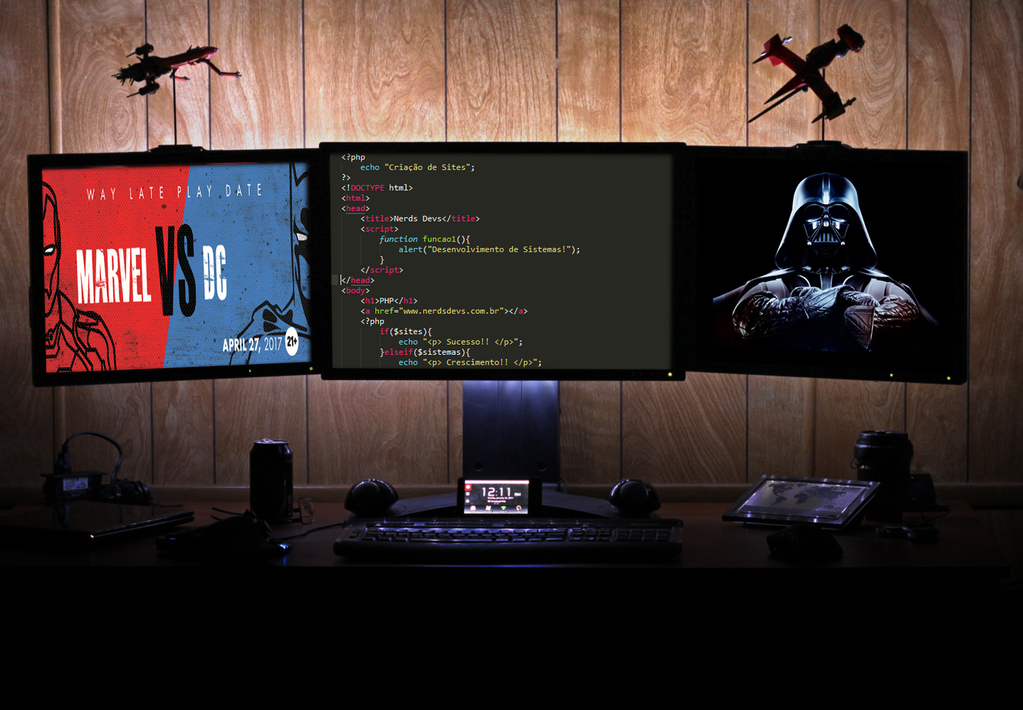 WAY LATE PLAY DATE
MARVEL VS DC
APRIL 27, 2017 21+
<?php
echo "Criação de Sites";
?>
<!DOCTYPE html>
<html>
<head>
<title>Nerds Devs</title>
<script>
function funcao1(){
alert("Desenvolvimento de Sistemas!");
}
</script>
</head>
<body>
<h1>PHP</h1>
<a href="www.nerdsdevs.com.br"></a>
<?php
if($sites){
echo "<p> Sucesso!! </p>";
}elseif($sistemas){
echo "<p> Crescimento!! </p>";
12:11